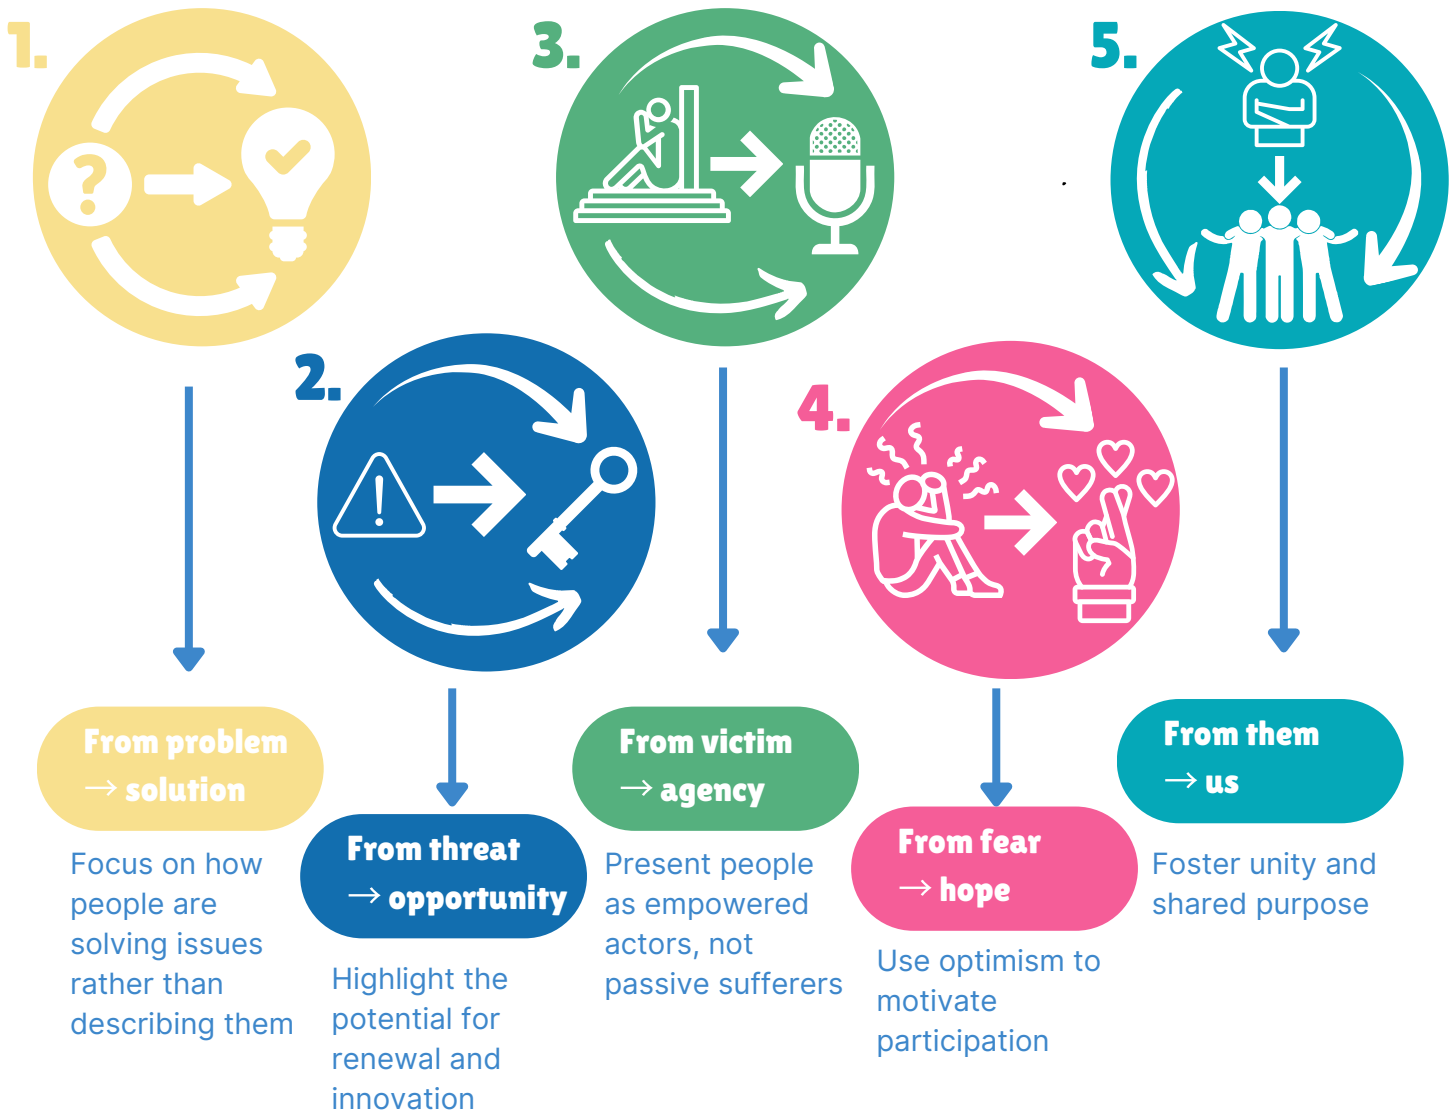 1.
?
From problem
→ solution
Focus on how
people are
solving issues
rather than
describing them
2.
!
From threat
→ opportunity
Highlight the
potential for
renewal and
innovation
3.
From victim
→ agency
Present people
as empowered
actors, not
passive sufferers
4.
From fear
→ hope
Use optimism to
motivate
participation
5.
From them
→ us
Foster unity and
shared purpose